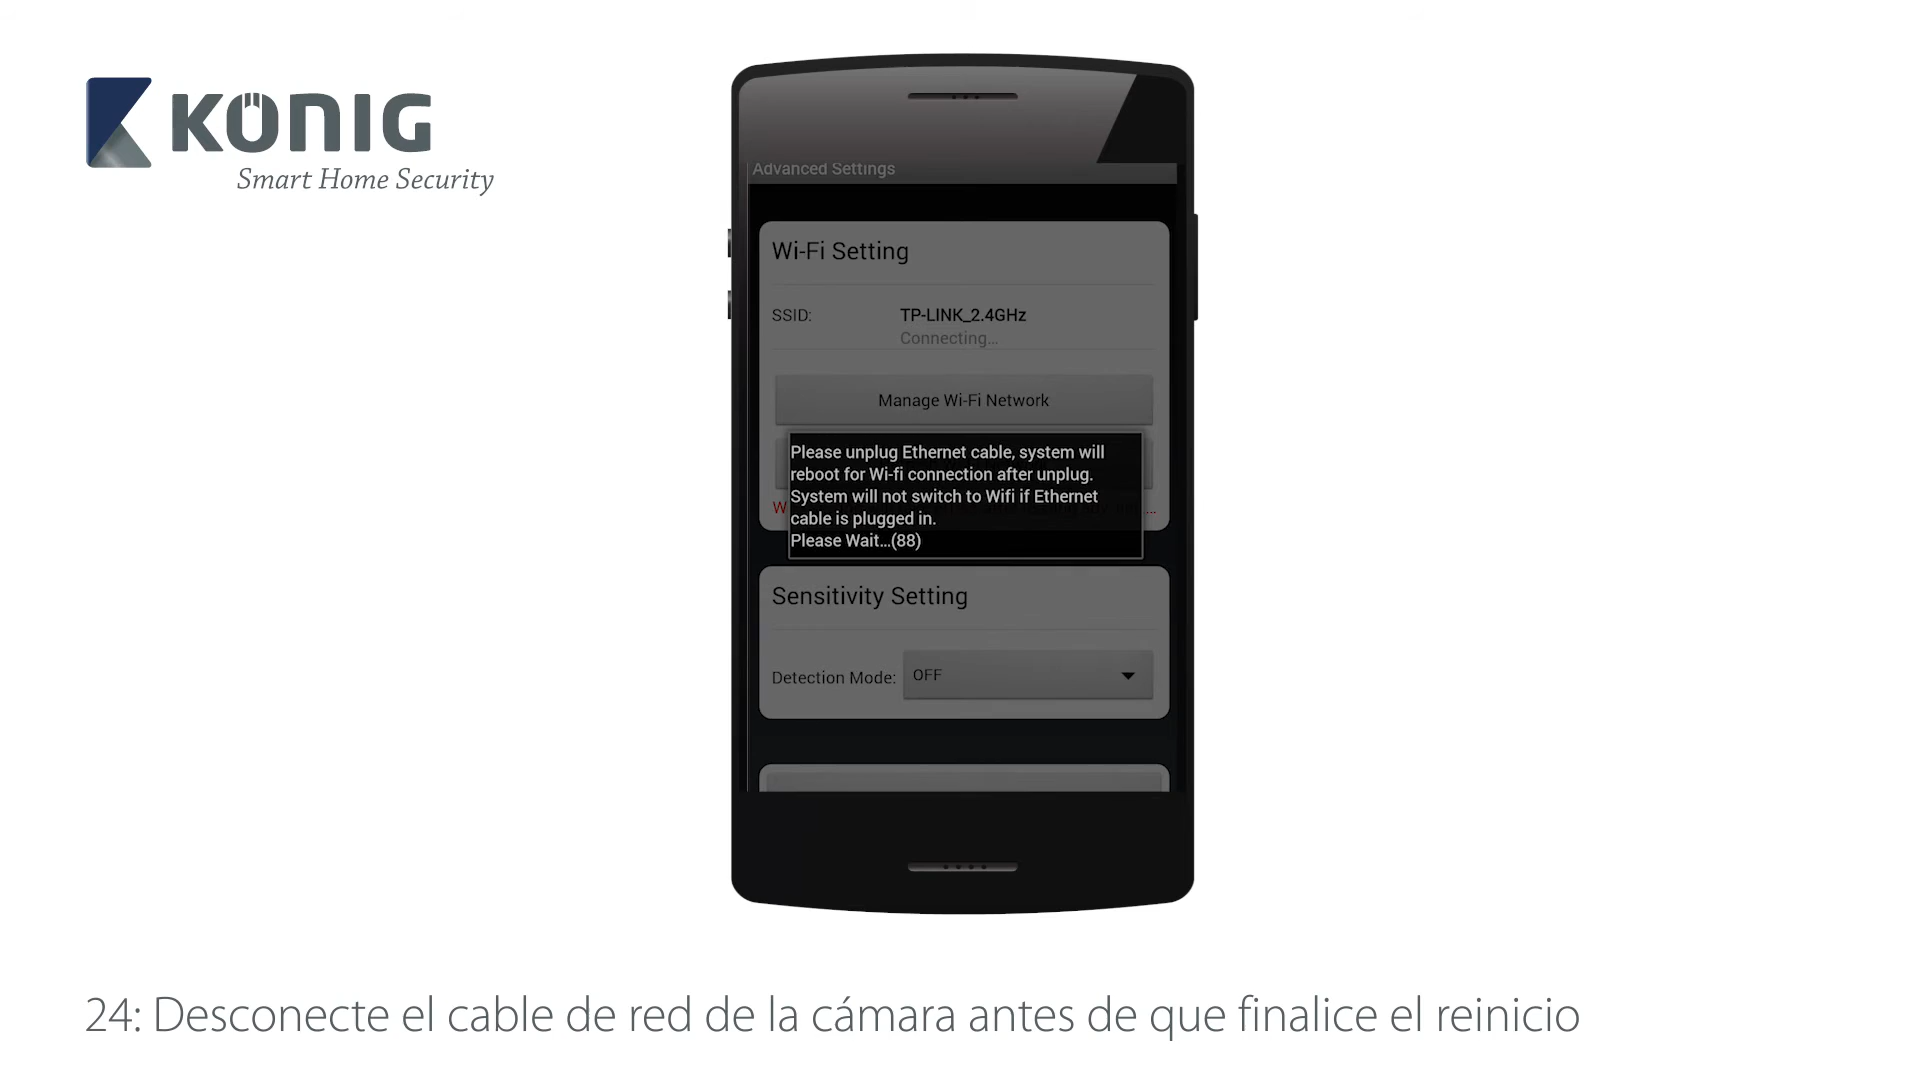 KÖNIG
Smart Home Security
Advanced Settings
Wi-Fi Setting
SSID:
TP-LINK_2.4GHz
Connecting...
Manage Wi-Fi Network
Please unplug Ethernet cable, system will
reboot for Wi-fi connection after unplug.
System will not switch to Wifi if Ethernet
cable is plugged in.
Please Wait...(88)
Sensitivity Setting
Detection Mode:
OFF
24: Desconecte el cable de red de la cámara antes de que finalice el reinicio